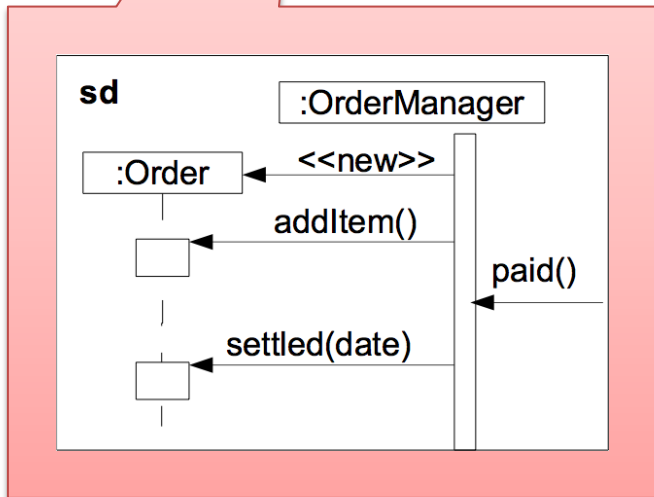 sd
:OrderManager
<<new>>
:Order
addItem()
paid()
settled(date)